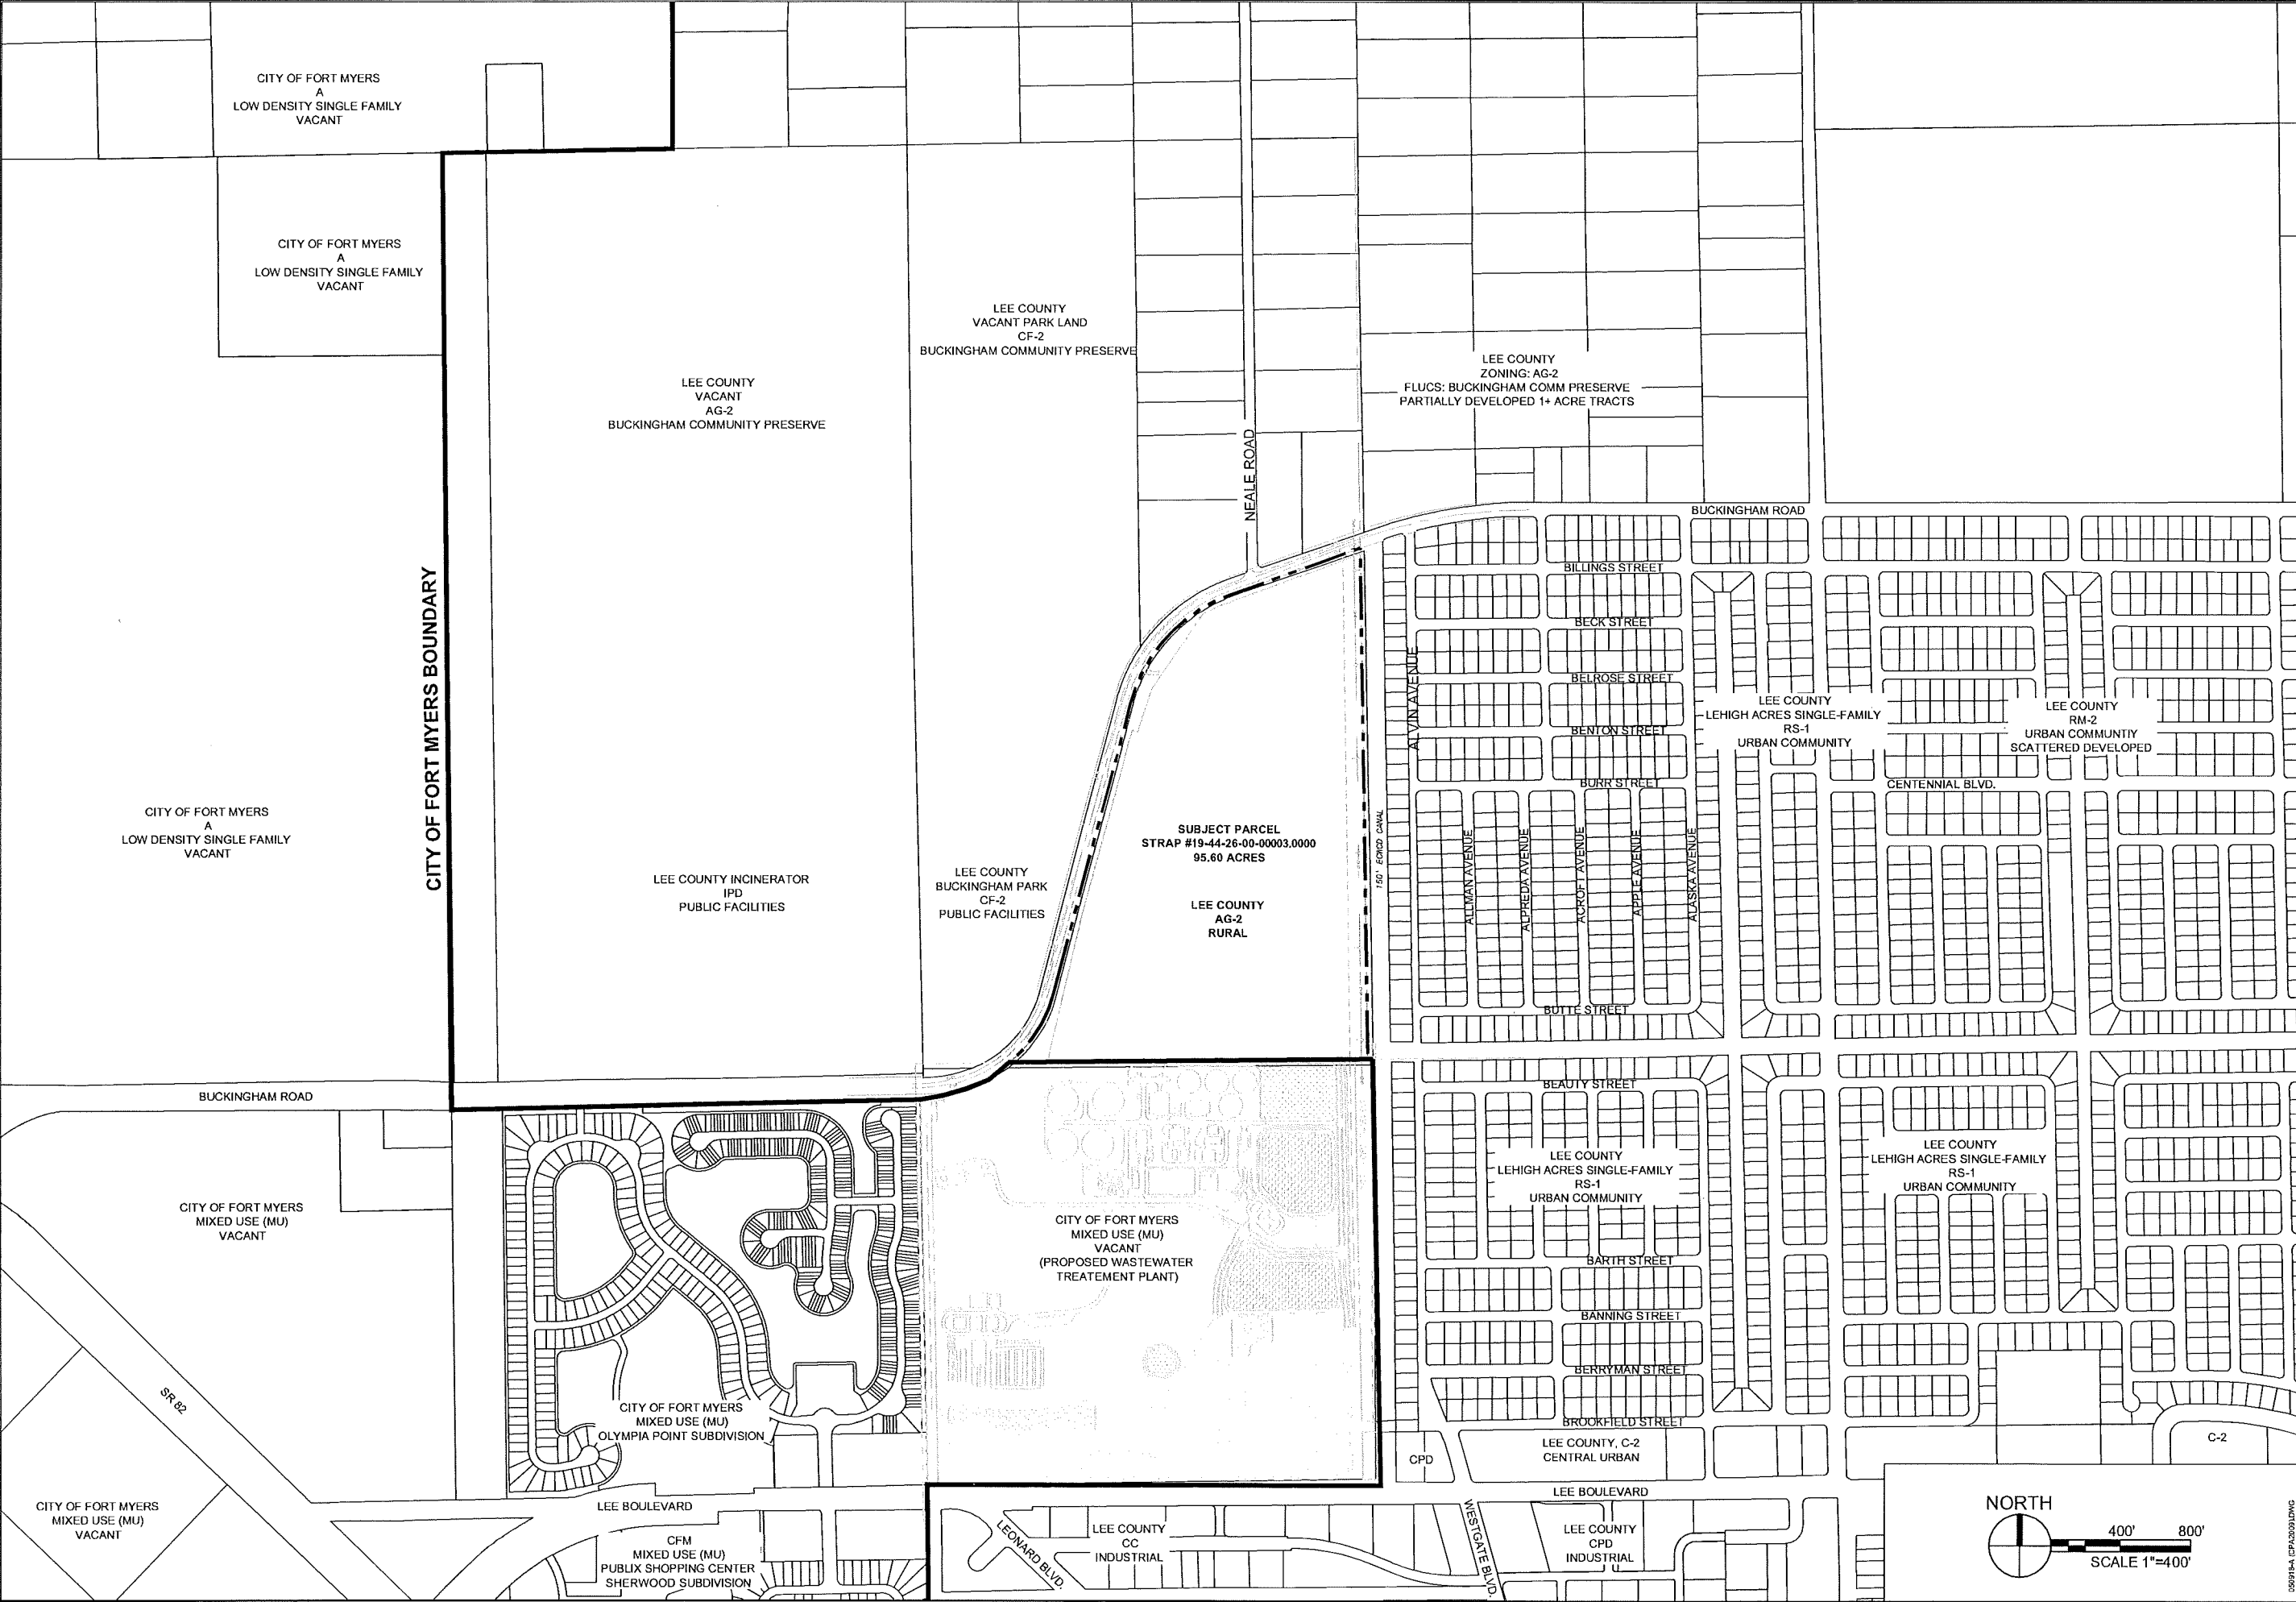 CITY OF FORT MYERS
A
LOW DENSITY SINGLE FAMILY
VACANT
CITY OF FORT MYERS
A
LOW DENSITY SINGLE FAMILY
VACANT
LEE COUNTY
VACANT PARK LAND
CF-2
BUCKINGHAM COMMUNITY PRESERVE
LEE COUNTY
VACANT
AG-2
BUCKINGHAM COMMUNITY PRESERVE
LEE COUNTY
ZONING: AG-2
FLUCS: BUCKINGHAM COMM PRESERVE
PARTIALLY DEVELOPED 1+ ACRE TRACTS
NEALE ROAD
BUCKINGHAM ROAD
BILLINGS STREET
BECK STREET
BELROSE STREET
BENTON STREET
BURR STREET
ALVIN AVENUE
CITY OF FORT MYERS BOUNDARY
LEE COUNTY
LEHIGH ACRES SINGLE-FAMILY
RS-1
URBAN COMMUNITY
LEE COUNTY
RM-2
URBAN COMMUNTIY
SCATTERED DEVELOPED
CENTENNIAL BLVD.
CITY OF FORT MYERS
A
LOW DENSITY SINGLE FAMILY
VACANT
LEE COUNTY INCINERATOR
IPD
PUBLIC FACILITIES
LEE COUNTY
BUCKINGHAM PARK
CF-2
PUBLIC FACILITIES
SUBJECT PARCEL
STRAP #19-44-26-00-00003.0000
95.60 ACRES
LEE COUNTY
AG-2
RURAL
150' ECWCD CANAL
ALLMAN AVENUE
ALPREDA AVENUE
ACROFT AVENUE
APPLE AVENUE
ALASKA AVENUE
BUTTE STREET
BEAUTY STREET
BUCKINGHAM ROAD
CITY OF FORT MYERS
MIXED USE (MU)
VACANT
CITY OF FORT MYERS
MIXED USE (MU)
VACANT
(PROPOSED WASTEWATER
TREATEMENT PLANT)
LEE COUNTY
LEHIGH ACRES SINGLE-FAMILY
RS-1
URBAN COMMUNITY
LEE COUNTY
LEHIGH ACRES SINGLE-FAMILY
RS-1
URBAN COMMUNITY
BARTH STREET
BANNING STREET
BERRYMAN STREET
BROOKFIELD STREET
SR 82
CITY OF FORT MYERS
MIXED USE (MU)
OLYMPIA POINT SUBDIVISION
CPD
LEE COUNTY, C-2
CENTRAL URBAN
C-2
CITY OF FORT MYERS
MIXED USE (MU)
VACANT
LEE BOULEVARD
LEE BOULEVARD
CFM
MIXED USE (MU)
PUBLIX SHOPPING CENTER
SHERWOOD SUBDIVISION
LEONARD BLVD.
LEE COUNTY
CC
INDUSTRIAL
WESTGATE BLVD.
LEE COUNTY
CPD
INDUSTRIAL
NORTH
400' 800'
SCALE 1"=400'